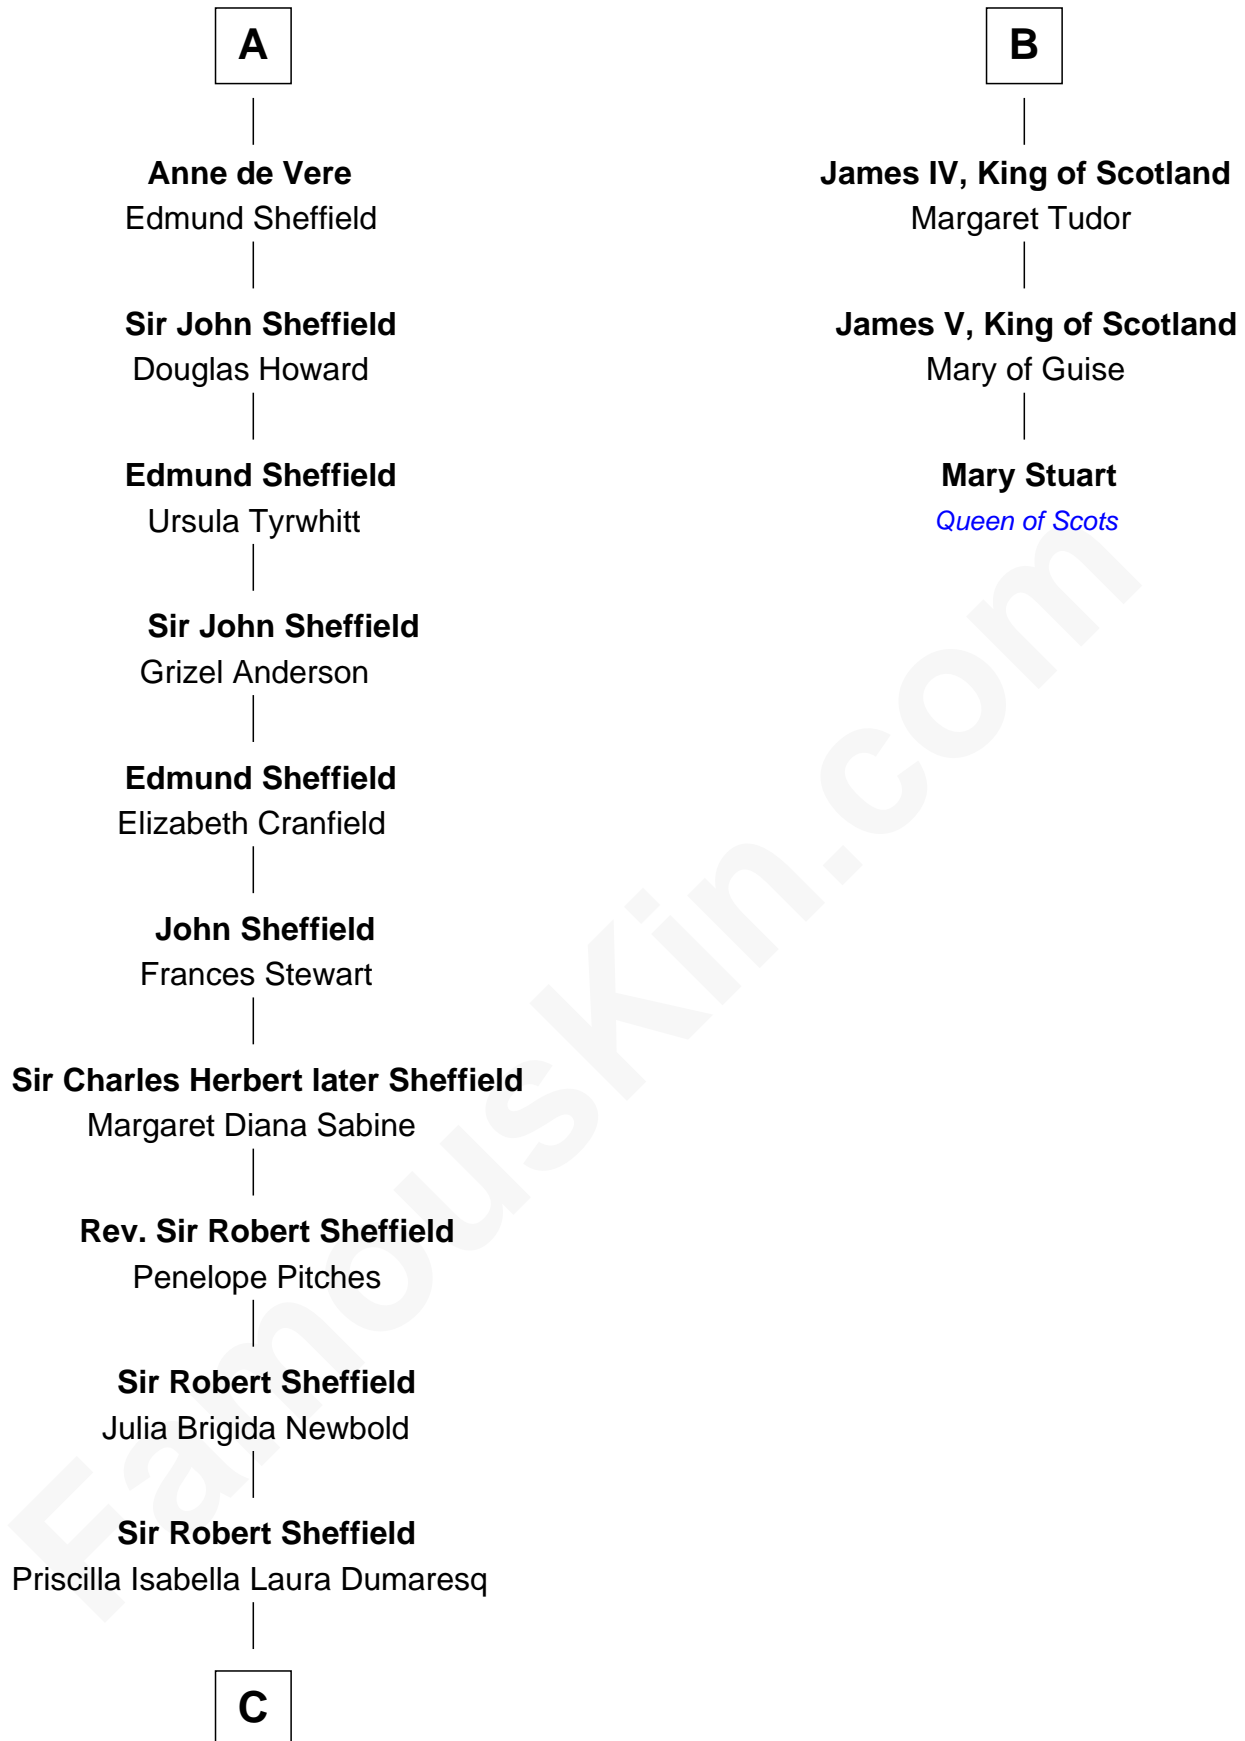 A
Anne de Vere
Edmund Sheffield
Sir John Sheffield
Douglas Howard
Edmund Sheffield
Ursula Tyrwhitt
Sir John Sheffield
Grizel Anderson
Edmund Sheffield
Elizabeth Cranfield
John Sheffield
Frances Stewart
Sir Charles Herbert later Sheffield
Margaret Diana Sabine
Rev. Sir Robert Sheffield
Penelope Pitches
Sir Robert Sheffield
Julia Brigida Newbold
Sir Robert Sheffield
Priscilla Isabella Laura Dumaresq
C
B
James IV, King of Scotland
Margaret Tudor
James V, King of Scotland
Mary of Guise
Mary Stuart
Queen of Scots
FamousKin.com